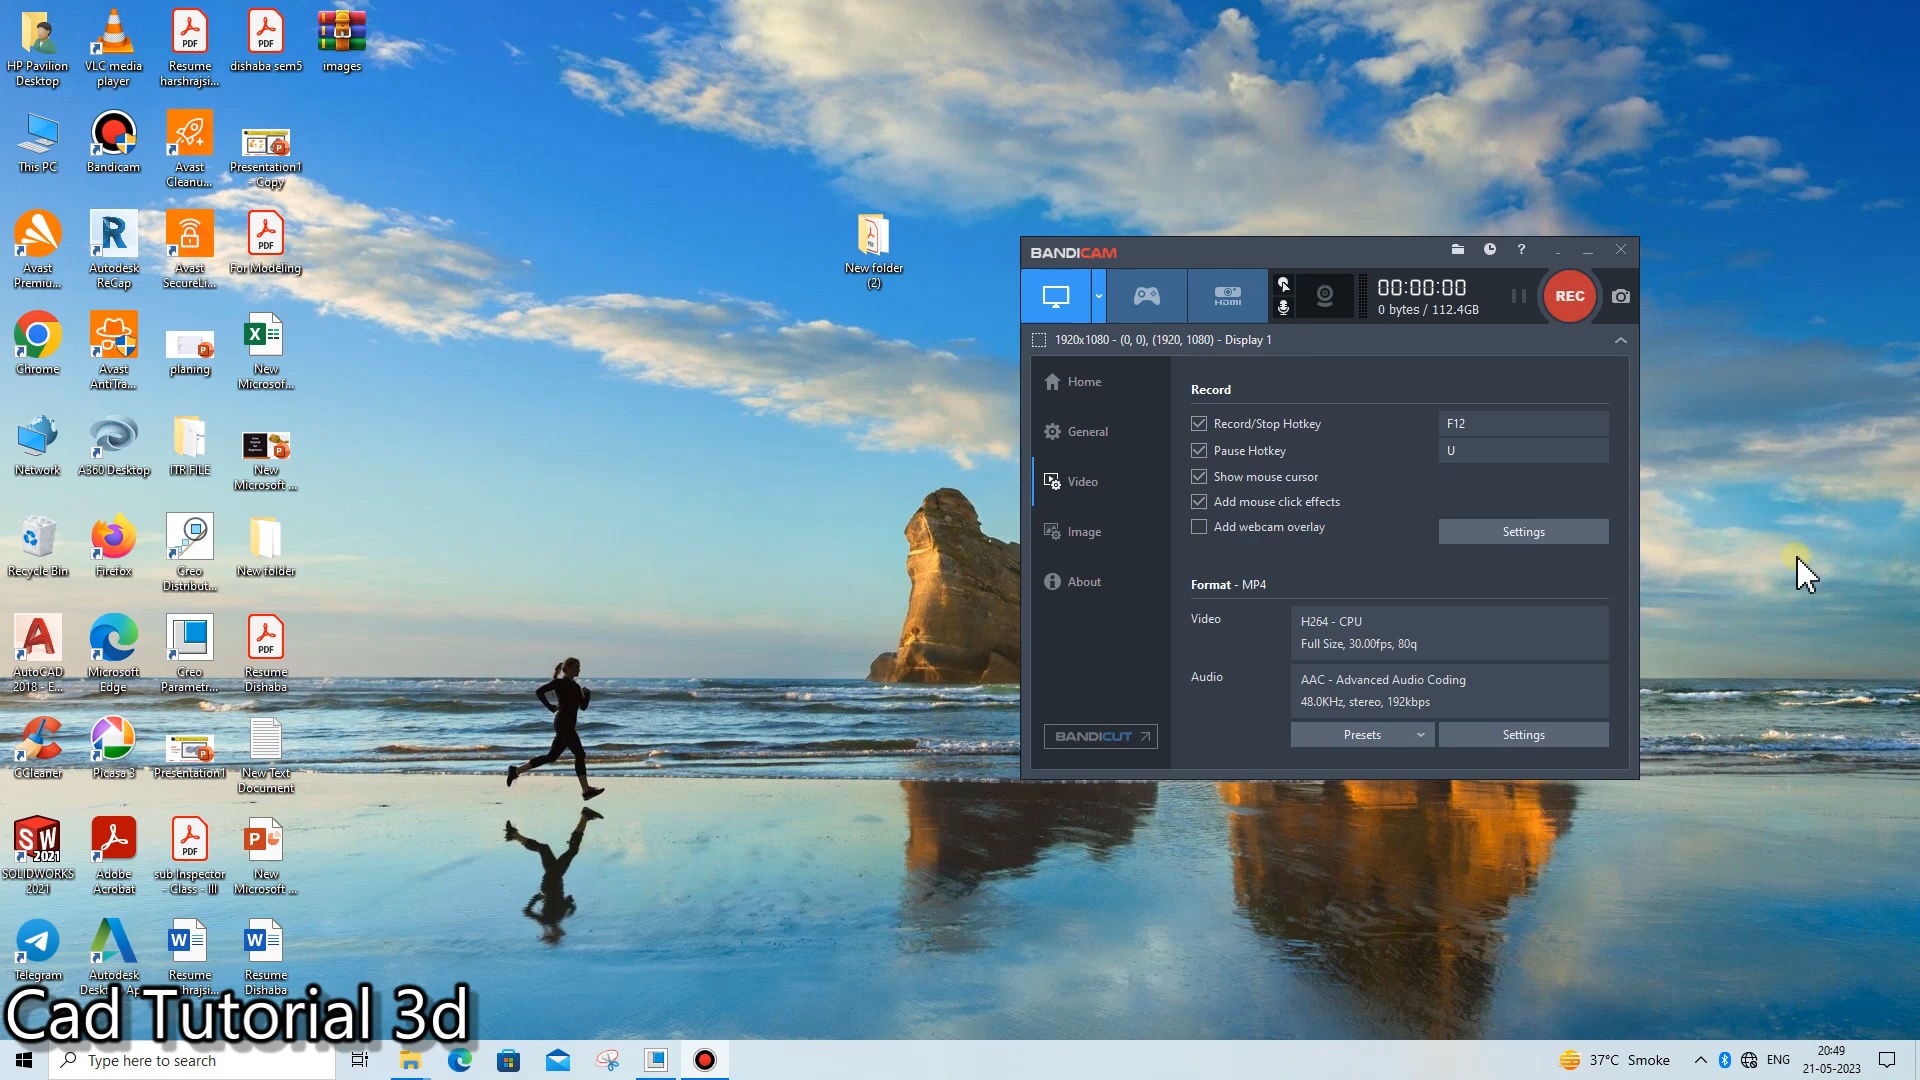 HP Pavilion
Desktop
VLC media
player
Resume
harshrajsi...
dishaba sem5
images
This PC
Bandicam
Avast
Cleanu...
Presentation1
- Copy
Avast
Premiu...
Autodesk
ReCap
Avast
SecureLi...
For Modeling
New folder
(2)
Chrome
Avast
AntiTra...
planing
New
Microsof...
Network
A360 Desktop
ITR FILE
New
Microsoft ...
Recycle Bin
Firefox
Creo
Distribut...
New folder
AutoCAD
2018 - E...
Microsoft
Edge
Creo
Parametr...
Resume
Dishaba
CCleaner
Picasa 3
Presentation1
New Text
Document
SOLIDWORKS
2021
Adobe
Acrobat
sub Inspector
- Class - III
New
Microsoft ...
Telegram
Autodesk
Deskt... Ap...
Resume
...hrajsi...
Resume
Dishaba
BANDICAM
HDMI
00:00:00
0 bytes / 112.4GB
REC
1920x1080 - (0, 0), (1920, 1080) - Display 1
Home
General
Video
Image
About
BANDICUT
Record
Record/Stop Hotkey
F12
Pause Hotkey
U
Show mouse cursor
Add mouse click effects
Add webcam overlay
Settings
Format - MP4
Video
H264 - CPU
Full Size, 30.00fps, 80q
Audio
AAC - Advanced Audio Coding
48.0KHz, stereo, 192kbps
Presets
Settings
Cad Tutorial 3d
Type here to search
37°C Smoke
ENG
20:49
21-05-2023